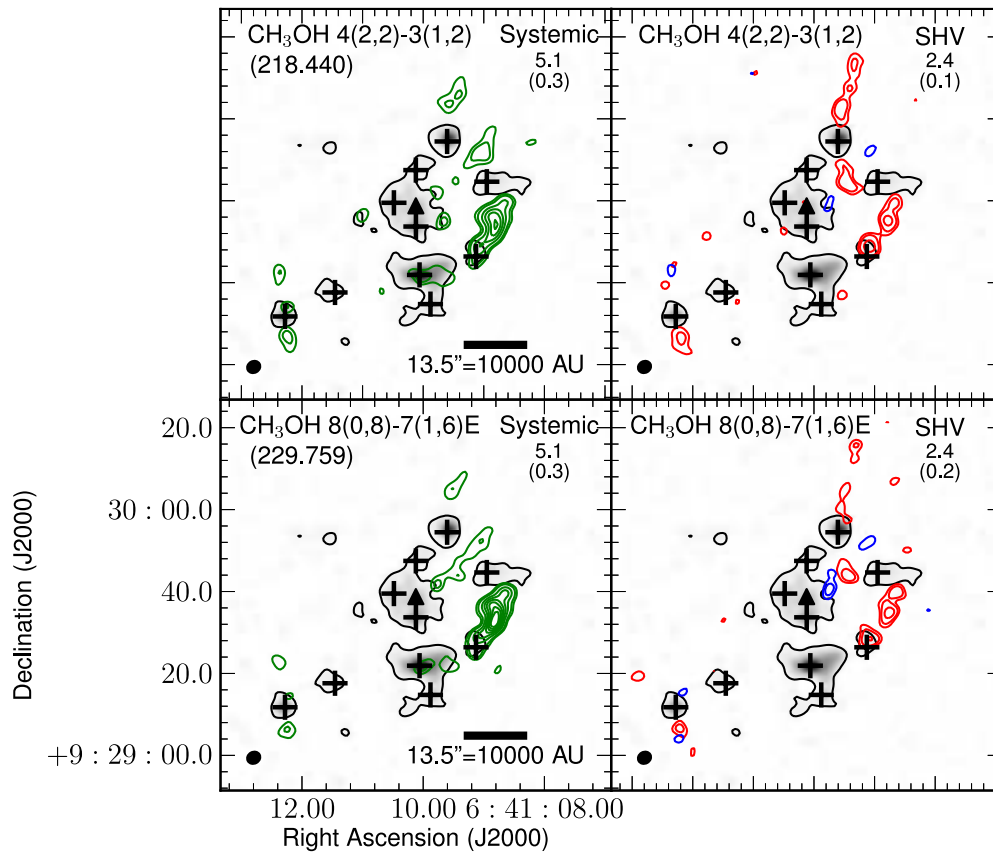 CH₃OH 4(2,2)-3(1,2) Systemic
(218.440) 5.1
(0.3)
13.5"=10000 AU
CH₃OH 4(2,2)-3(1,2) SHV
2.4
(0.1)
CH₃OH 8(0,8)-7(1,6)E Systemic
(229.759) 5.1
(0.3)
13.5"=10000 AU
CH₃OH 8(0,8)-7(1,6)E SHV
2.4
(0.2)
20.0
30 : 00.0
40.0
20.0
+9 : 29 : 00.0
Declination (J2000)
12.00 10.00 6 : 41 : 08.00
Right Ascension (J2000)